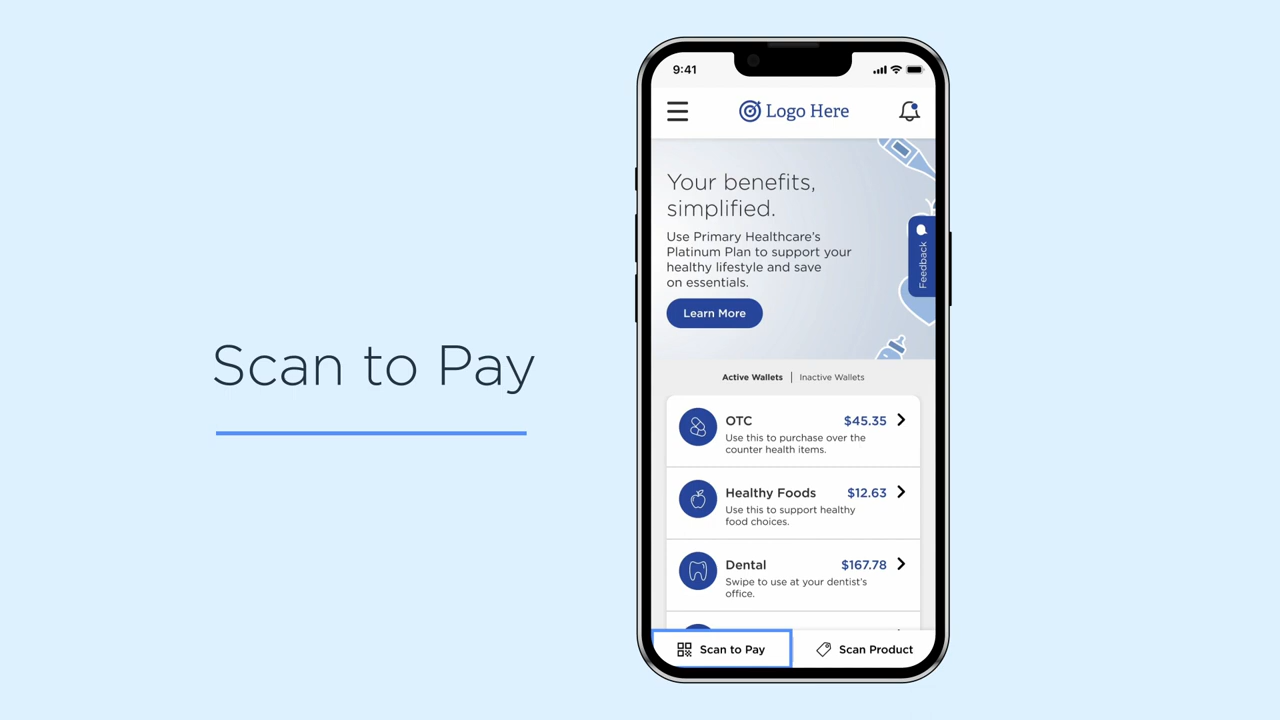 Scan to Pay
9:41
Logo Here
Your benefits,
simplified.
Use Primary Healthcare's
Platinum Plan to support your
healthy lifestyle and save
on essentials.
Learn More
Feedback
Active Wallets | Inactive Wallets
OTC $45.35
Use this to purchase over the
counter health items.
Healthy Foods $12.63
Use this to support healthy
food choices.
Dental $167.78
Swipe to use at your dentist's
office.
Scan to Pay
Scan Product